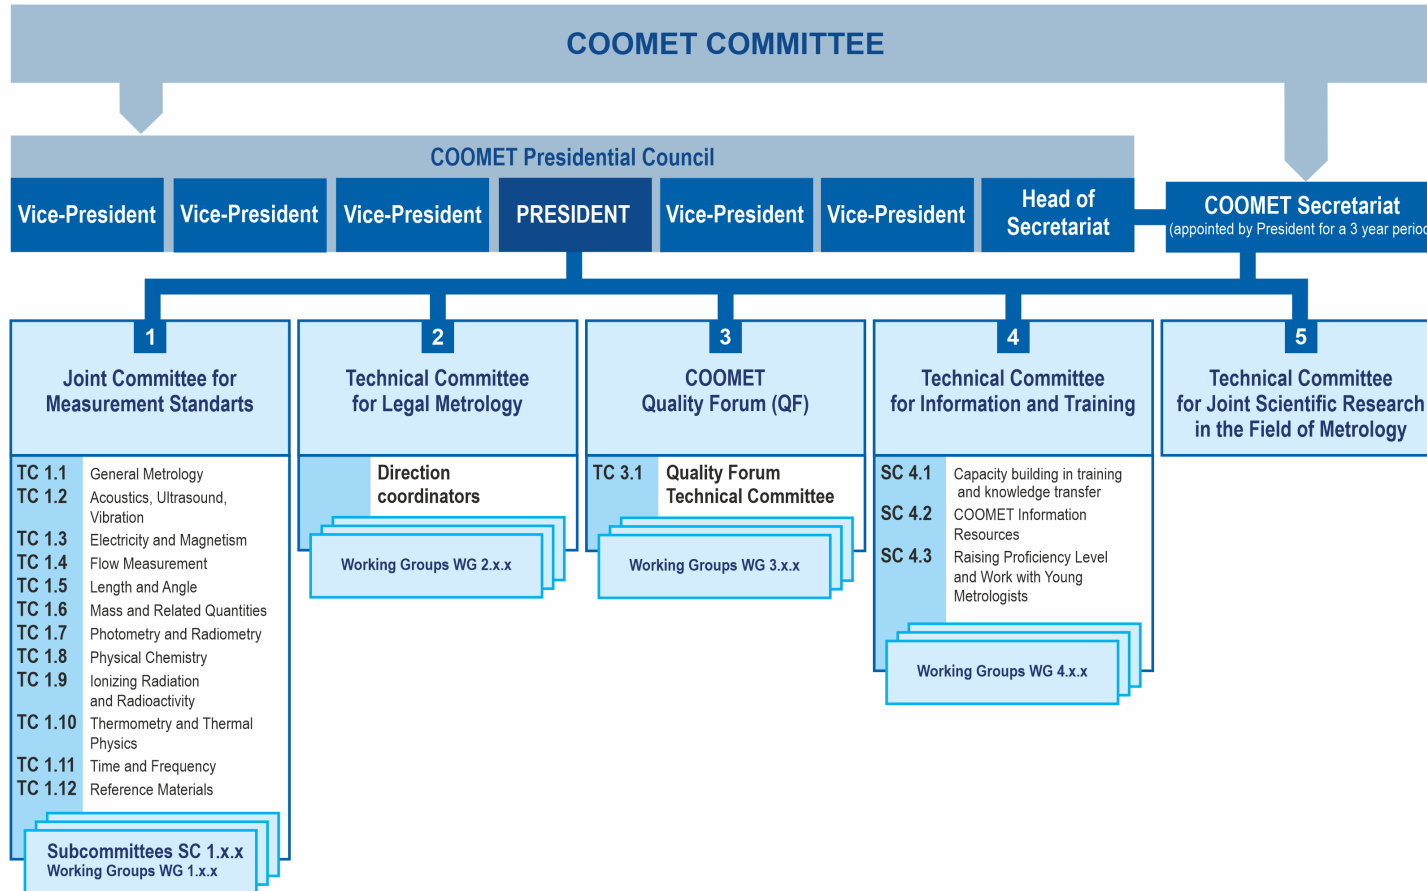 COOMET COMMITTEE
COOMET Presidential Council
Vice-President
Vice-President
Vice-President
PRESIDENT
Vice-President
Vice-President
Head of
Secretariat
COOMET Secretariat
(appointed by President for a 3 year period
1
Joint Committee for
Measurement Standarts
TC 1.1 General Metrology
TC 1.2 Acoustics, Ultrasound,
Vibration
TC 1.3 Electricity and Magnetism
TC 1.4 Flow Measurement
TC 1.5 Length and Angle
TC 1.6 Mass and Related Quantities
TC 1.7 Photometry and Radiometry
TC 1.8 Physical Chemistry
TC 1.9 Ionizing Radiation
and Radioactivity
TC 1.10 Thermometry and Thermal
Physics
TC 1.11 Time and Frequency
TC 1.12 Reference Materials
Subcommittees SC 1.x.x
Working Groups WG 1.x.x
2
Technical Committee
for Legal Metrology
Direction
coordinators
Working Groups WG 2.x.x
3
COOMET
Quality Forum (QF)
TC 3.1 Quality Forum
Technical Committee
Working Groups WG 3.x.x
4
Technical Committee
for Information and Training
SC 4.1 Capacity building in training
and knowledge transfer
SC 4.2 COOMET Information
Resources
SC 4.3 Raising Proficiency Level
and Work with Young
Metrologists
Working Groups WG 4.x.x
5
Technical Committee
for Joint Scientific Research
in the Field of Metrology